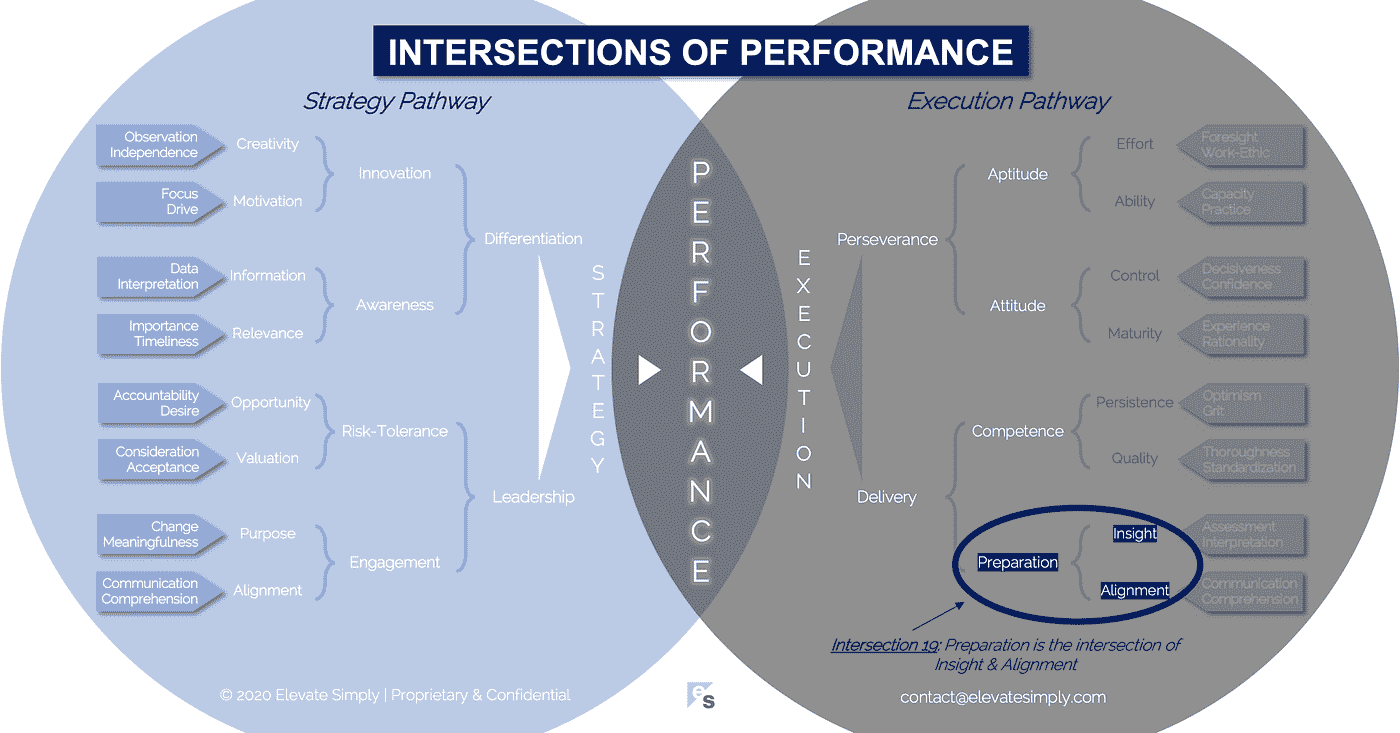 INTERSECTIONS OF PERFORMANCE
Strategy Pathway
Observation
Independence
Creativity
Focus
Drive
Motivation
Innovation
Data
Interpretation
Information
Importance
Timeliness
Relevance
Awareness
Differentiation
Accountability
Desire
Opportunity
Consideration
Acceptance
Valuation
Risk-Tolerance
Change
Meaningfulness
Purpose
Communication
Comprehension
Alignment
Engagement
Leadership
STRATEGY
PERFORMANCE
EXECUTION
Execution Pathway
Perseverance
Aptitude
Effort
Foresight
Work-Ethic
Ability
Capacity
Practice
Attitude
Control
Decisiveness
Confidence
Maturity
Experience
Rationality
Delivery
Competence
Persistence
Optimism
Grit
Quality
Thoroughness
Standardization
Preparation
Insight
Assessment
Interpretation
Alignment
Communication
Comprehension
Intersection 19: Preparation is the intersection of
Insight & Alignment
© 2020 Elevate Simply | Proprietary & Confidential
es
contact@elevatesimply.com